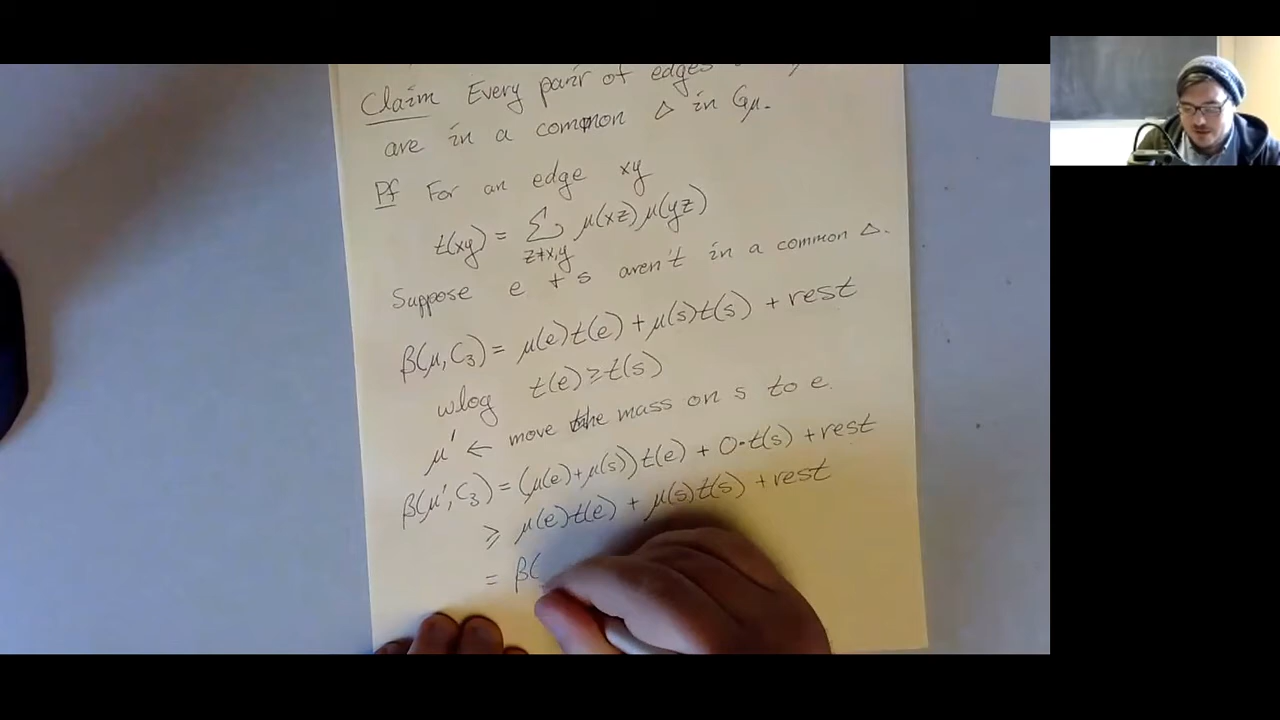 Claim Every pair of edges
are in a common △ in Gμ.
Pf For an edge xy
t(xy) = Σ z≠x,y μ(xz) μ(yz)
Suppose e + s aren't in a common △.
β(μ, C₃) = μ(e)t(e) + μ(s)t(s) + rest
wlog t(e) ≥ t(s)
μ' ← move the mass on s to e.
β(μ', C₃) = (μ(e)+μ(s))t(e) + 0·t(s) + rest
≥ μ(e)t(e) + μ(s)t(s) + rest
= β(